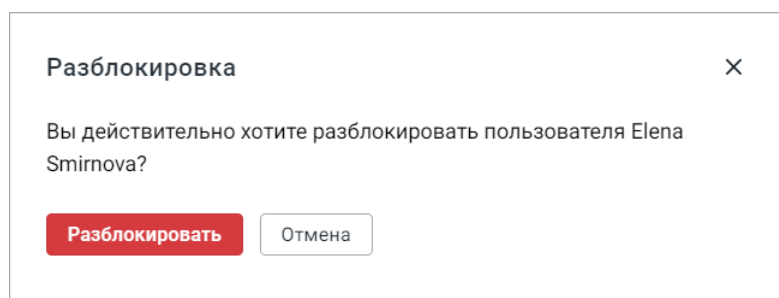 Разблокировка
Вы действительно хотите разблокировать пользователя Elena
Smirnova?
Разблокировать
Отмена